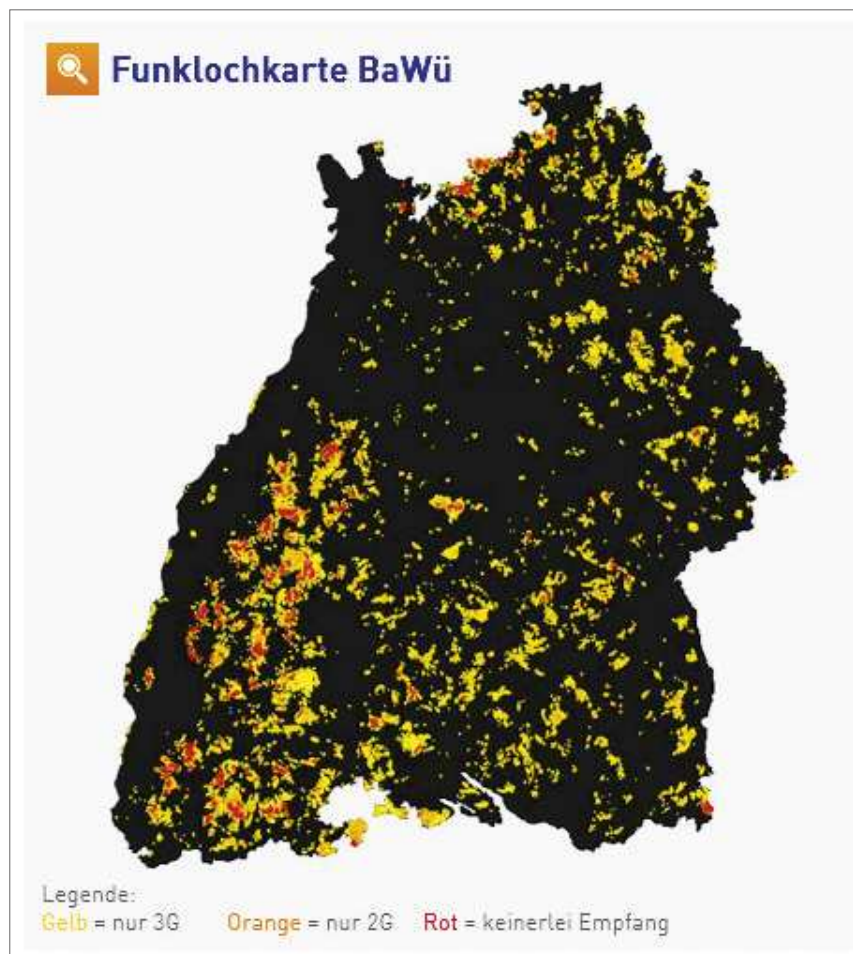 Funklochkarte BaWü
Legende:
Gelb = nur 3G Orange = nur 2G Rot = keinerlei Empfang